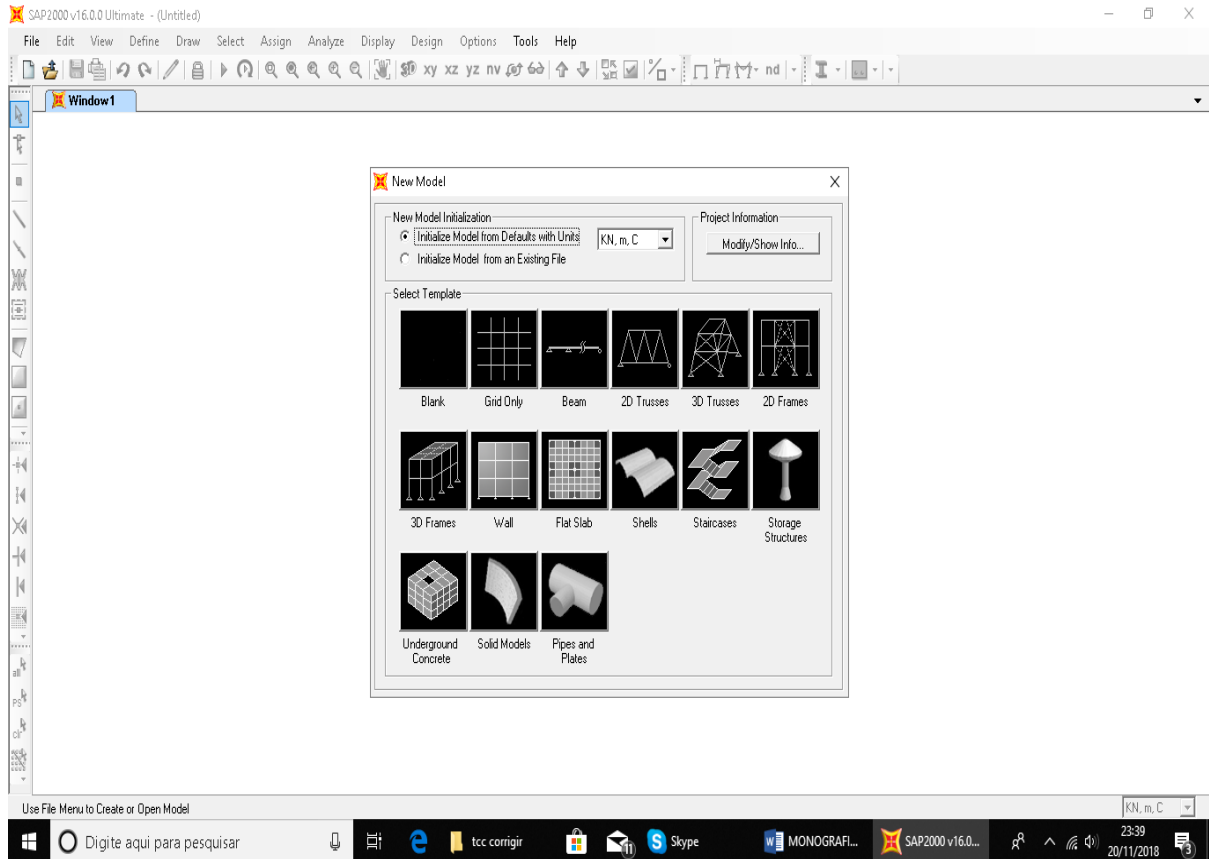 SAP2000 v16.0.0 Ultimate - (Untitled)
File Edit View Define Draw Select Assign Analyze Display Design Options Tools Help
xy xz yz nv nd
Window1
New Model
New Model Initialization
Project Information
Initialize Model from Defaults with Units
KN, m, C
Modify/Show Info...
Initialize Model from an Existing File
Select Template
Blank Grid Only Beam 2D Trusses 3D Trusses 2D Frames
3D Frames Wall Flat Slab Shells Staircases Storage
Structures
Underground Solid Models Pipes and
Concrete Plates
all
PS
clr
Use File Menu to Create or Open Model
KN, m, C
Digite aqui para pesquisar
tcc corrigir
11
Skype
MONOGRAFI...
SAP2000 v16.0...
23:39
20/11/2018
3